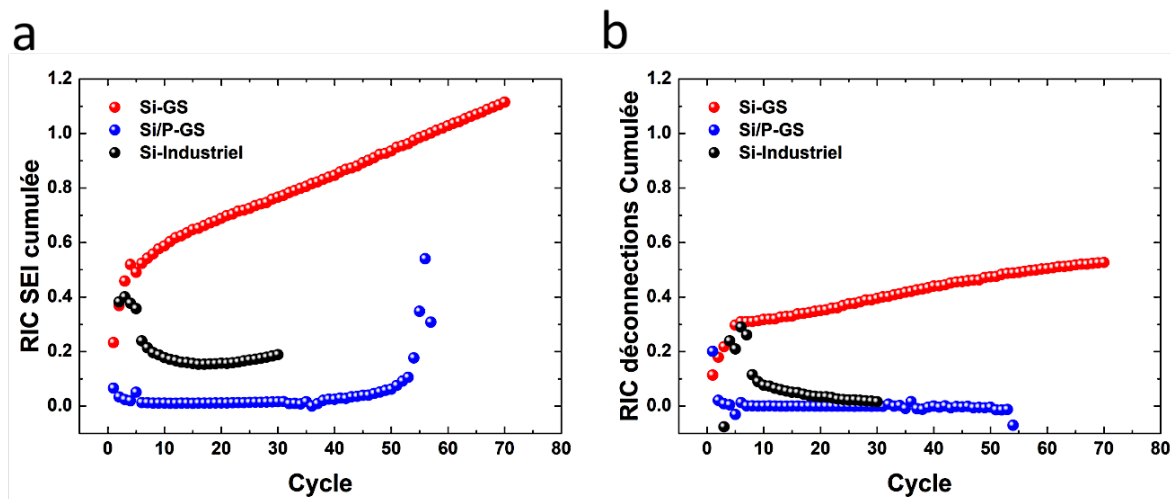 a
RIC SEI cumulée
1.2
1.0
0.8
0.6
0.4
0.2
0.0
Si-GS
Si/P-GS
Si-Industriel
0 10 20 30 40 50 60 70 80
Cycle
b
RIC déconnections Cumulée
1.2
1.0
0.8
0.6
0.4
0.2
0.0
Si-GS
Si/P-GS
Si-Industriel
0 10 20 30 40 50 60 70 80
Cycle